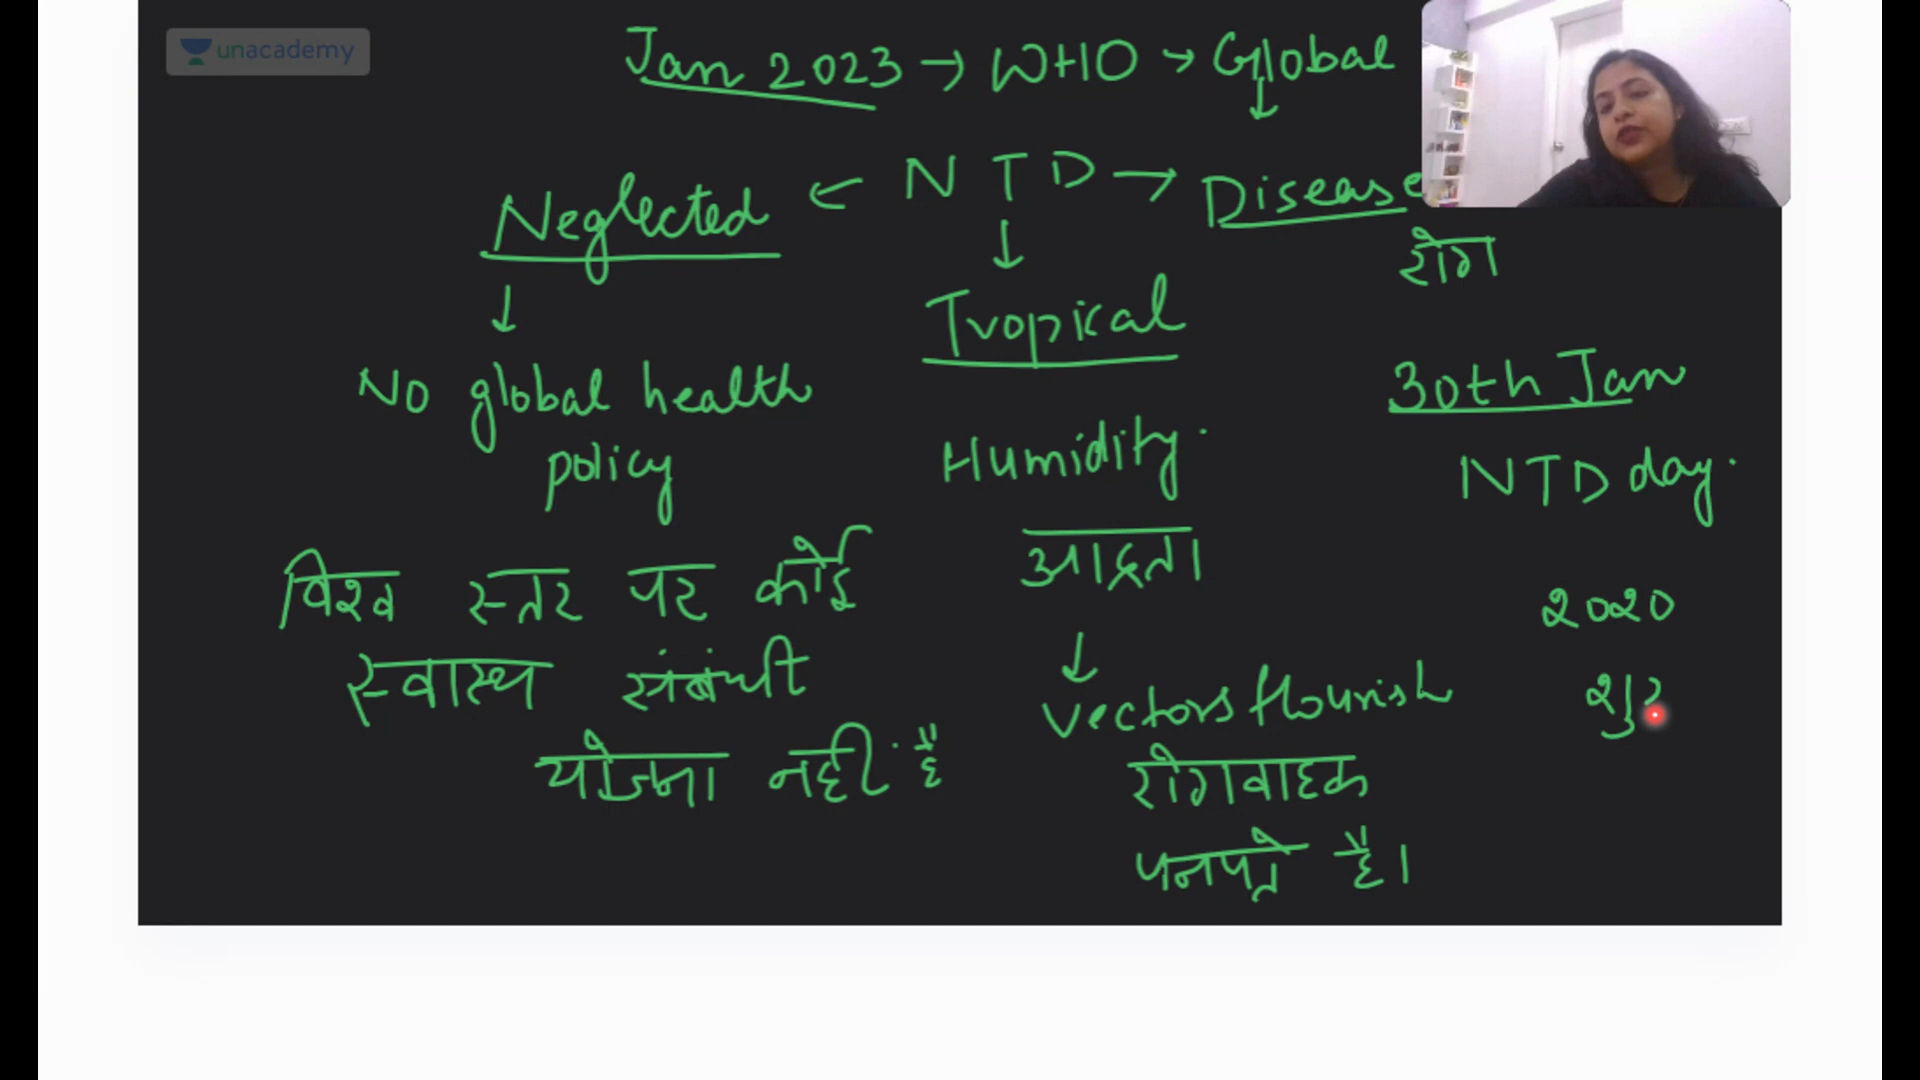 unacademy
Jan 2023 → WHO → Global
↓
Neglected ← NTD → Disease
रोग
↓
Tropical
↓
No global health
policy
Humidity.
आद्रता
30th Jan
NTD day.
विश्व स्तर पर कोई
स्वास्थ संबंधी
योजना नहीं है
↓
Vectors flourish
रोगवाहक
पनपते है।
2020